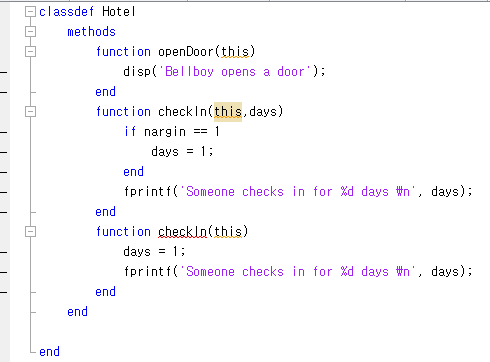 classdef Hotel
methods
function openDoor(this)
disp('Bellboy opens a door');
end
function checkIn(this,days)
if nargin == 1
days = 1;
end
fprintf('Someone checks in for %d days ₩n', days);
end
function checkIn(this)
days = 1;
fprintf('Someone checks in for %d days ₩n', days);
end
end
end